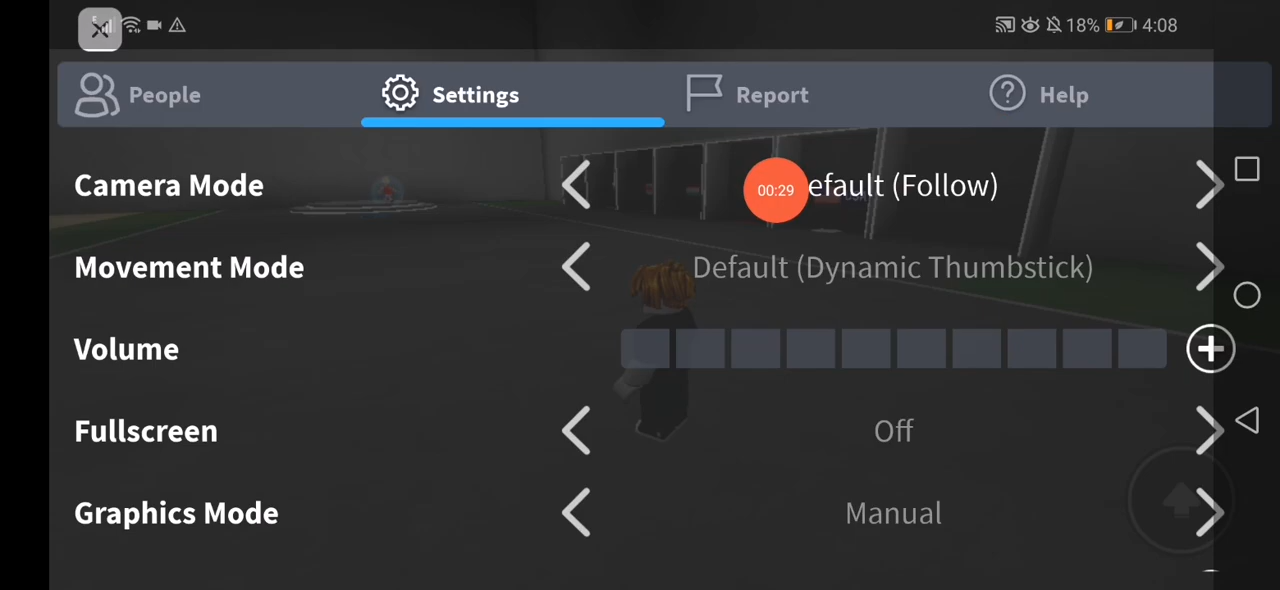 18% 4:08
People Settings Report Help
Camera Mode 00:29 efault (Follow)
Movement Mode Default (Dynamic Thumbstick)
Volume
Fullscreen Off
Graphics Mode Manual